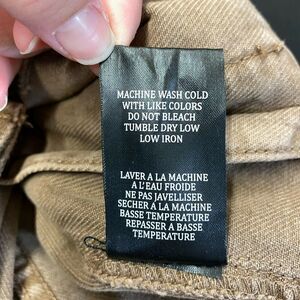 MACHINE WASH COLD
WITH LIKE COLORS
DO NOT BLEACH
TUMBLE DRY LOW
LOW IRON
LAVER A LA MACHINE
A L'EAU FROIDE
NE PAS JAVELLISER
SECHER A LA MACHINE
BASSE TEMPERATURE
REPASSER A BASSE
TEMPERATURE